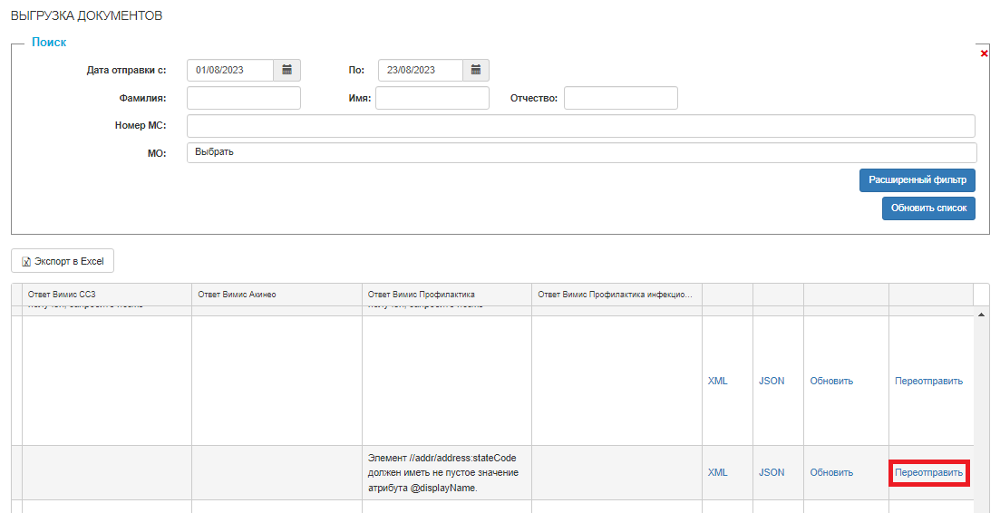 ВЫГРУЗКА ДОКУМЕНТОВ
Поиск
Дата отправки с: 01/08/2023 По: 23/08/2023
Фамилия: Имя: Отчество:
Номер МС:
МО: Выбрать
Расширенный фильтр
Обновить список
Экспорт в Excel
Ответ Вимис ССЗ Ответ Вимис Акинео Ответ Вимис Профилактика Ответ Вимис Профилактика инфекцио...
XML JSON Обновить Переотправить
Элемент //addr/address:stateCode
должен иметь не пустое значение
XML JSON Обновить Переотправить
атрибута @displayName.